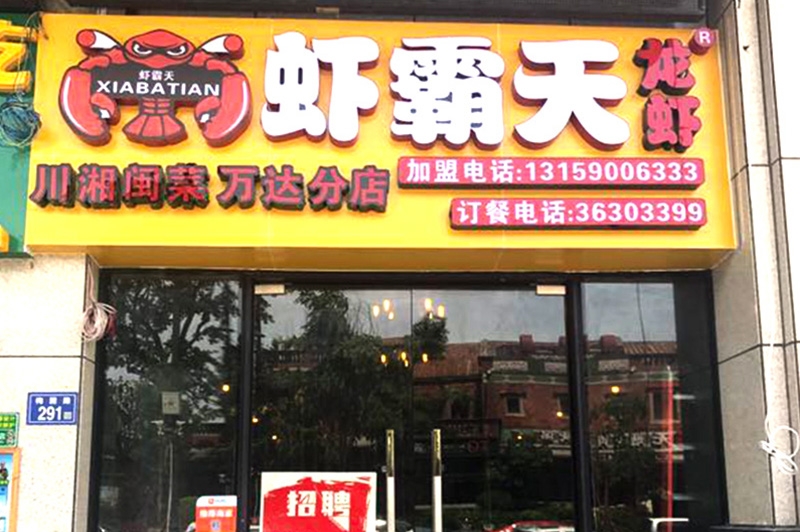 虾霸天
XIABATIAN
虾霸天
龙虾
R
川湘闽菜 万达分店
加盟电话:13159006333
订餐电话:36303399
291
招聘